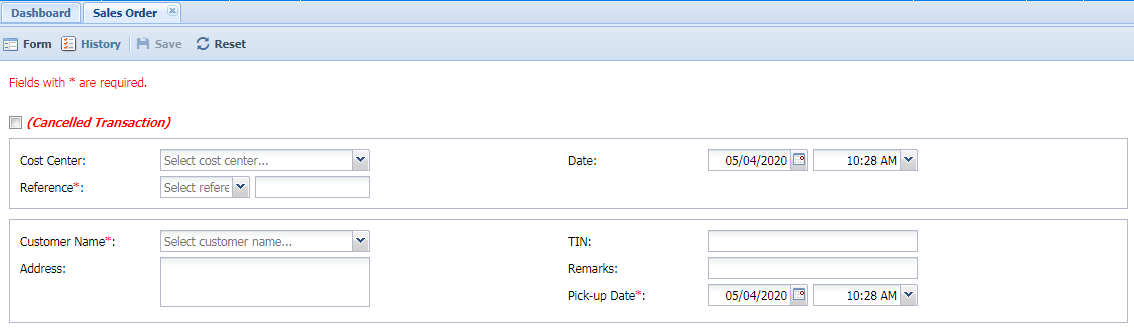 Dashboard Sales Order
Form History Save Reset
Fields with * are required.
(Cancelled Transaction)
Cost Center: Select cost center... Date: 05/04/2020 10:28 AM
Reference*: Select refere
Customer Name*: Select customer name... TIN:
Address: Remarks:
Pick-up Date*: 05/04/2020 10:28 AM